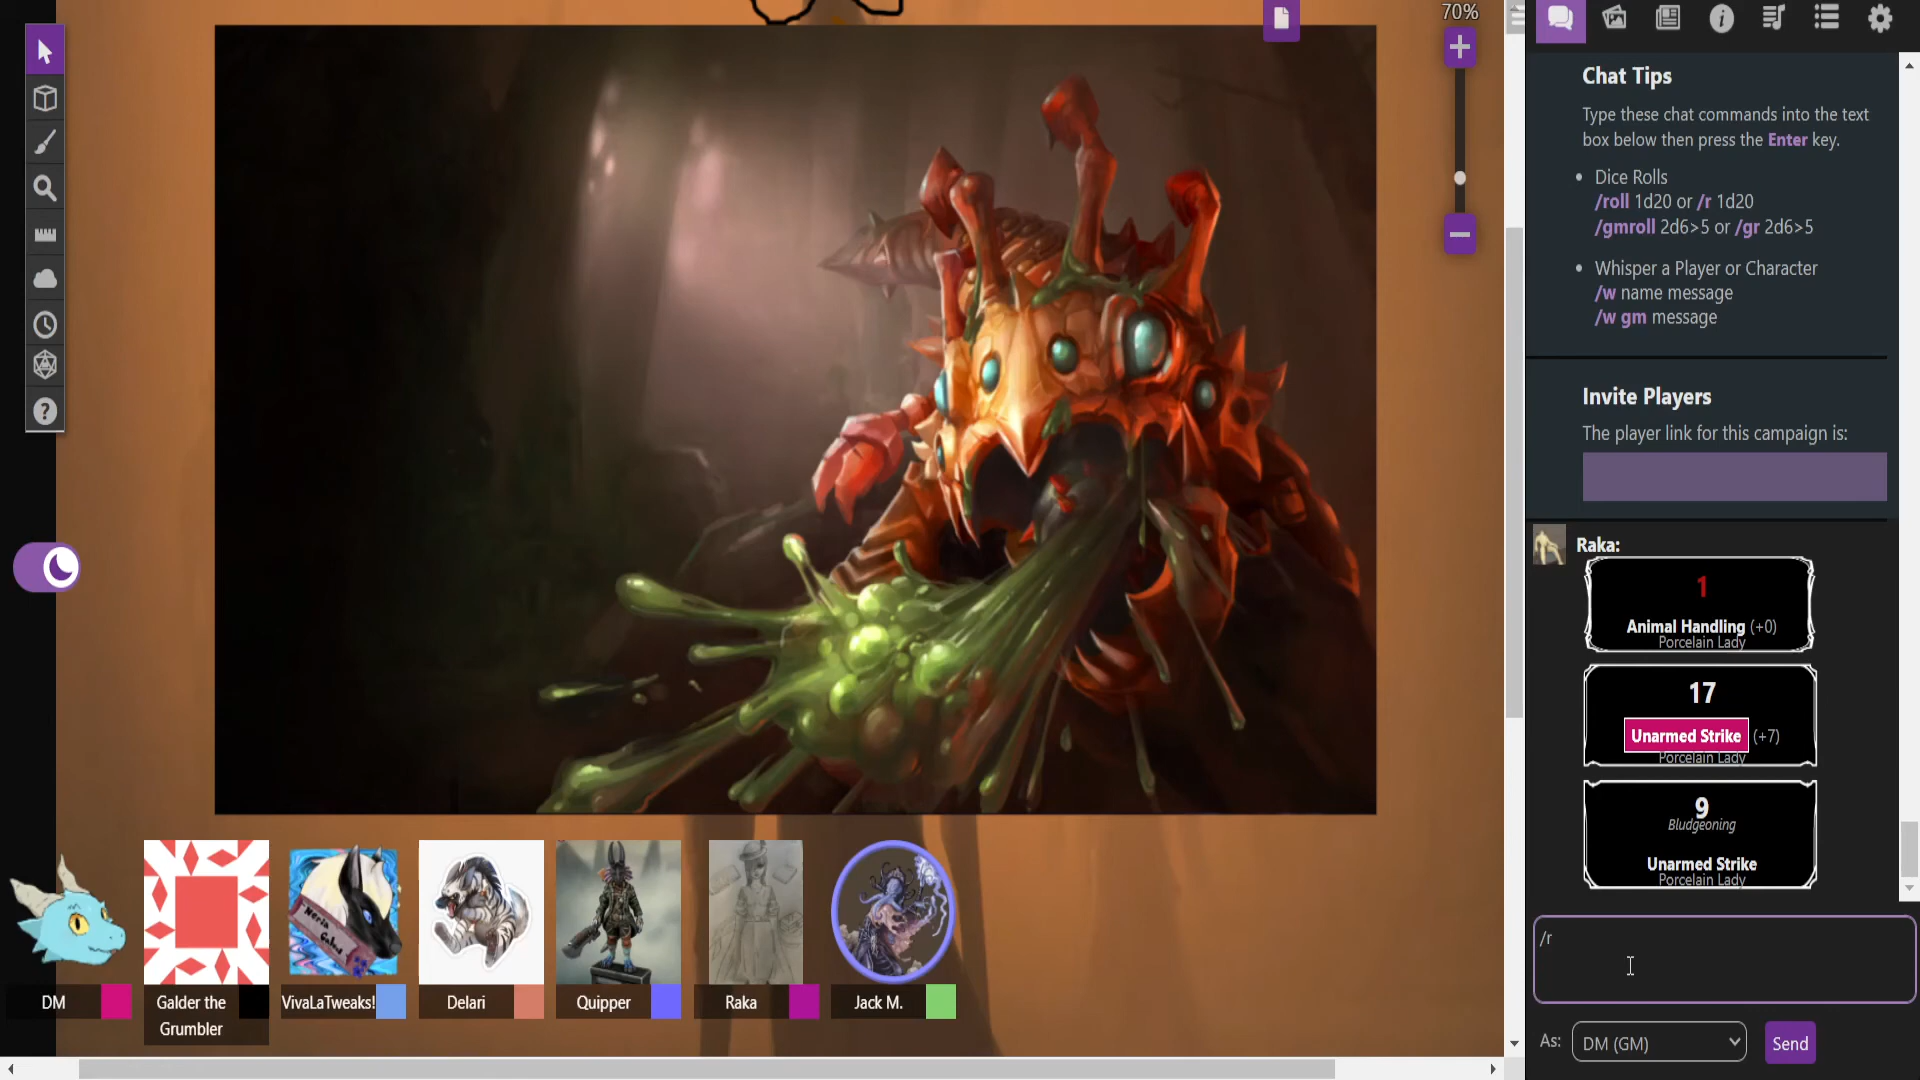 70%
Chat Tips
Type these chat commands into the text
box below then press the Enter key.
Dice Rolls
/roll 1d20 or /r 1d20
/gmroll 2d6>5 or /gr 2d6>5
Whisper a Player or Character
/w name message
/w gm message
Invite Players
The player link for this campaign is:
Raka:
1
Animal Handling (+0)
Porcelain Lady
17
Unarmed Strike (+7)
Porcelain Lady
9
Bludgeoning
Unarmed Strike
Porcelain Lady
/r
As: DM (GM) Send
DM
Galder the
Grumbler
VivaLaTweaks!
Delari
Quipper
Raka
Jack M.